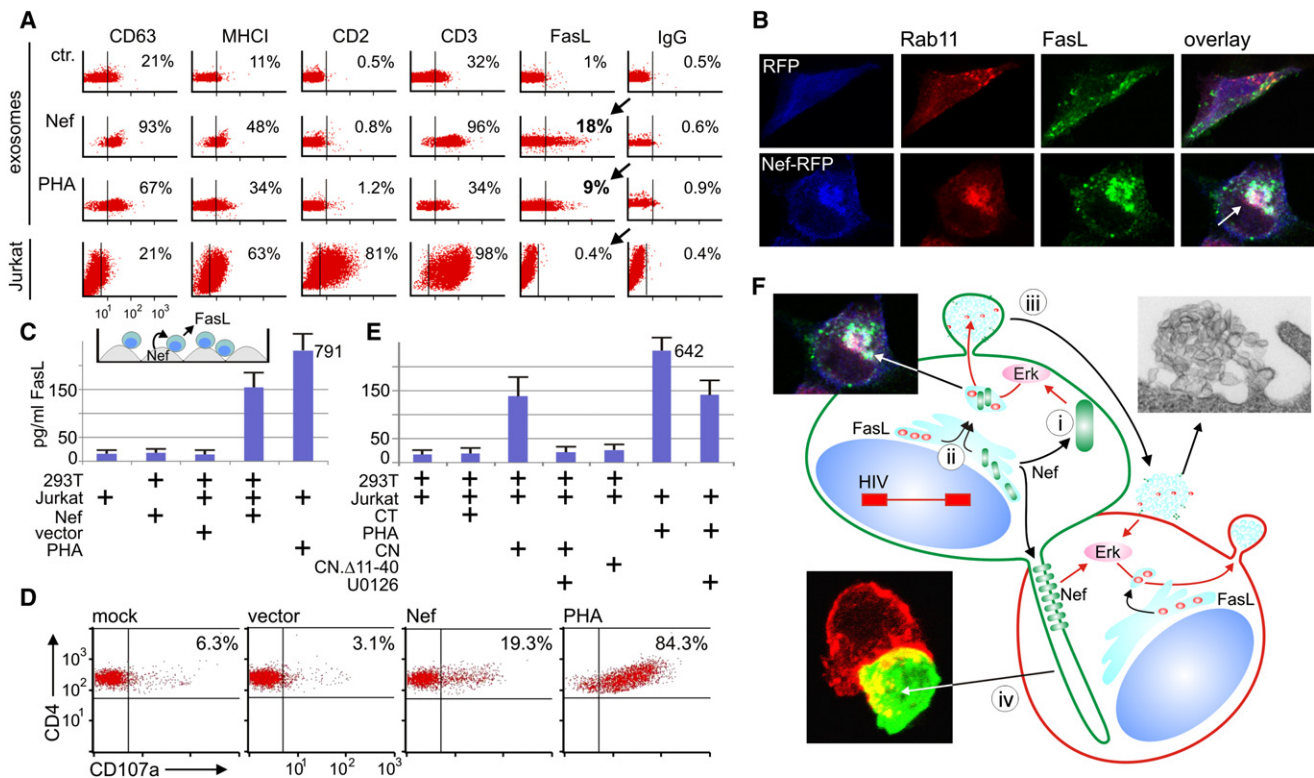 A
CD63 MHCI CD2 CD3 FasL IgG
exosomes
ctr. 21% 11% 0.5% 32% 1% 0.5%
Nef 93% 48% 0.8% 96% 18% 0.6%
PHA 67% 34% 1.2% 34% 9% 0.9%
Jurkat 21% 63% 81% 98% 0.4% 0.4%
10¹ 10² 10³
B
Rab11 FasL overlay
RFP
Nef-RFP
C
FasL
Nef
791
pg/ml FasL
150
50
293T + + + +
Jurkat + + + +
Nef + +
vector +
PHA +
E
642
150
50
293T + + + + +
Jurkat + + + + + + +
CT +
PHA + +
CN + +
CN.Δ11-40 +
U0126 + +
D
mock vector Nef PHA
6.3% 3.1% 19.3% 84.3%
CD4
10³
10²
10¹
CD107a
10¹ 10² 10³
F
iii
Erk
i
FasL
ii
Nef
HIV
Erk
Nef
FasL
iv